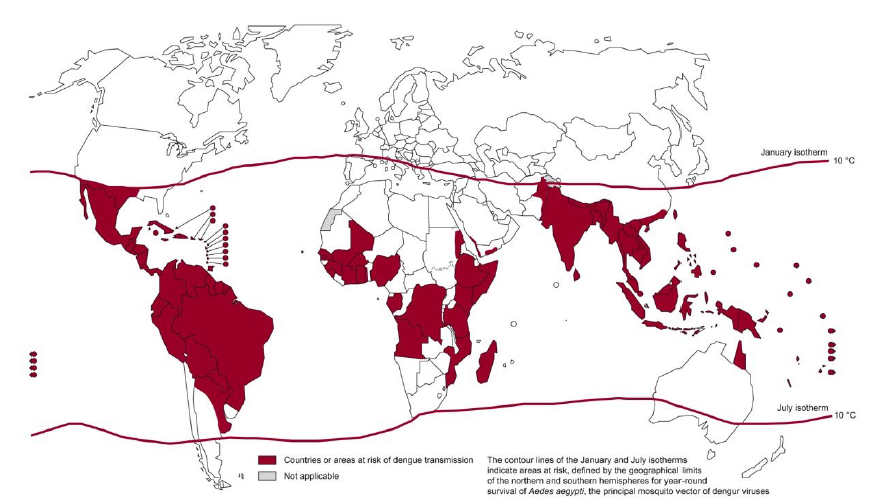 January isotherm
10 °C
July isotherm
10 °C
Countries or areas at risk of dengue transmission
Not applicable
The contour lines of the January and July isotherms
indicate areas at risk, defined by the geographical limits
of the northern and southern hemispheres for year-round
survival of Aedes aegypti, the principal mosquito vector of dengur viruses